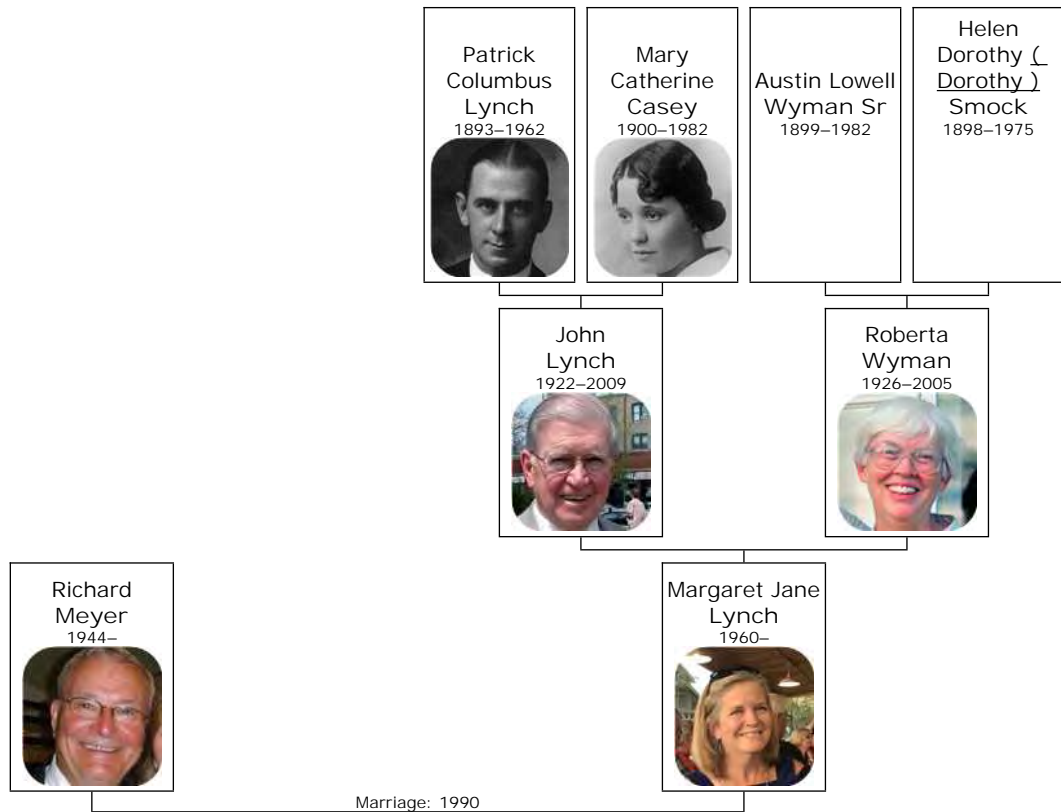 Patrick
Columbus
Lynch
1893–1962
Mary
Catherine
Casey
1900–1982
Austin Lowell
Wyman Sr
1899–1982
Helen
Dorothy (
Dorothy )
Smock
1898–1975
John
Lynch
1922–2009
Roberta
Wyman
1926–2005
Richard
Meyer
1944–
Margaret Jane
Lynch
1960–
Marriage: 1990